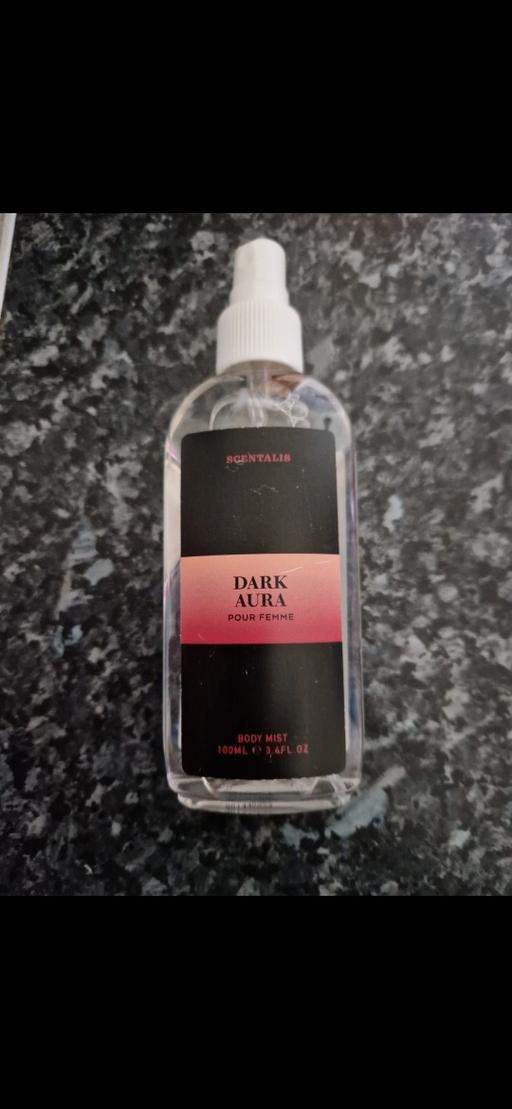 SCENTALIS
DARK
AURA
POUR FEMME
BODY MIST
100ML ℮ 3.4FL OZ